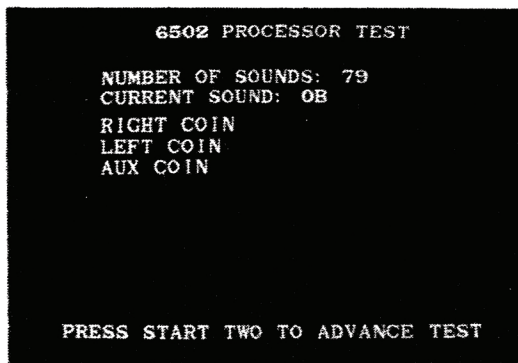 6502 PROCESSOR TEST
NUMBER OF SOUNDS: 79
CURRENT SOUND: 0B
RIGHT COIN
LEFT COIN
AUX COIN
PRESS START TWO TO ADVANCE TEST